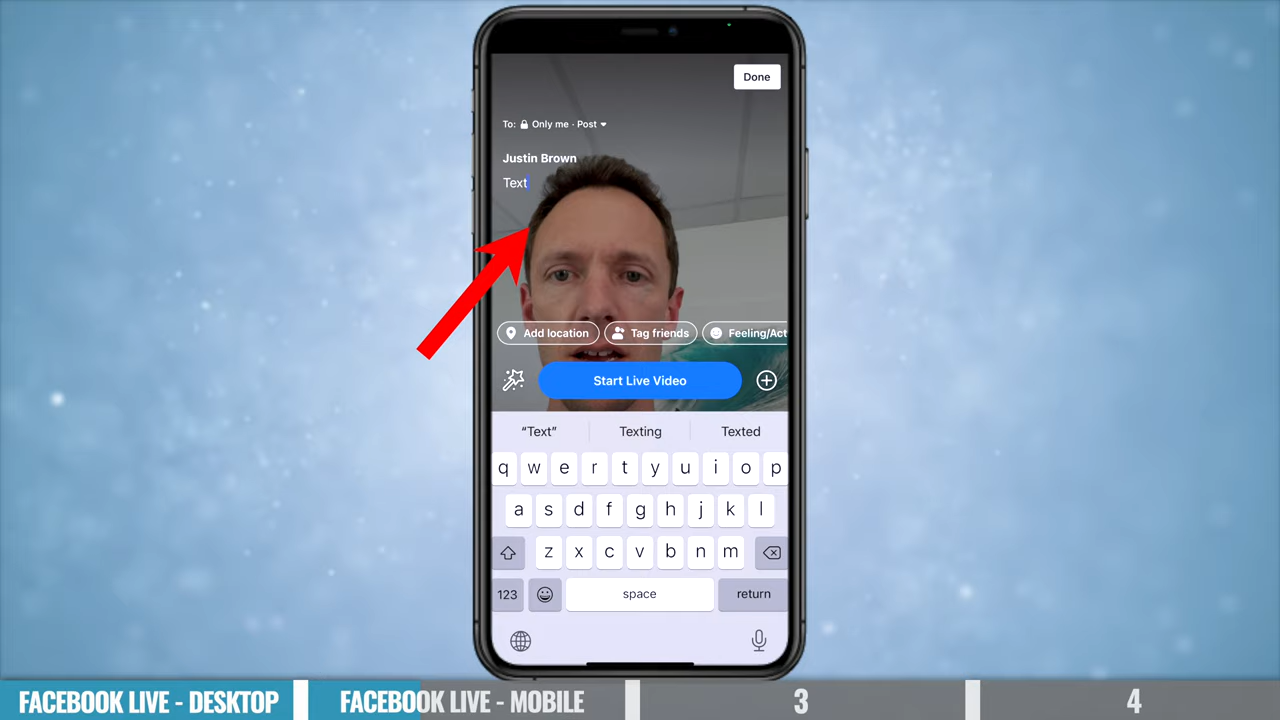 Done
To: Only me - Post
Justin Brown
Text
Add location Tag friends Feeling/Act
Start Live Video
“Text” Texting Texted
q w e r t y u i o p
a s d f g h j k l
z x c v b n m
123 space return
FACEBOOK LIVE - DESKTOP FACEBOOK LIVE - MOBILE 3 4